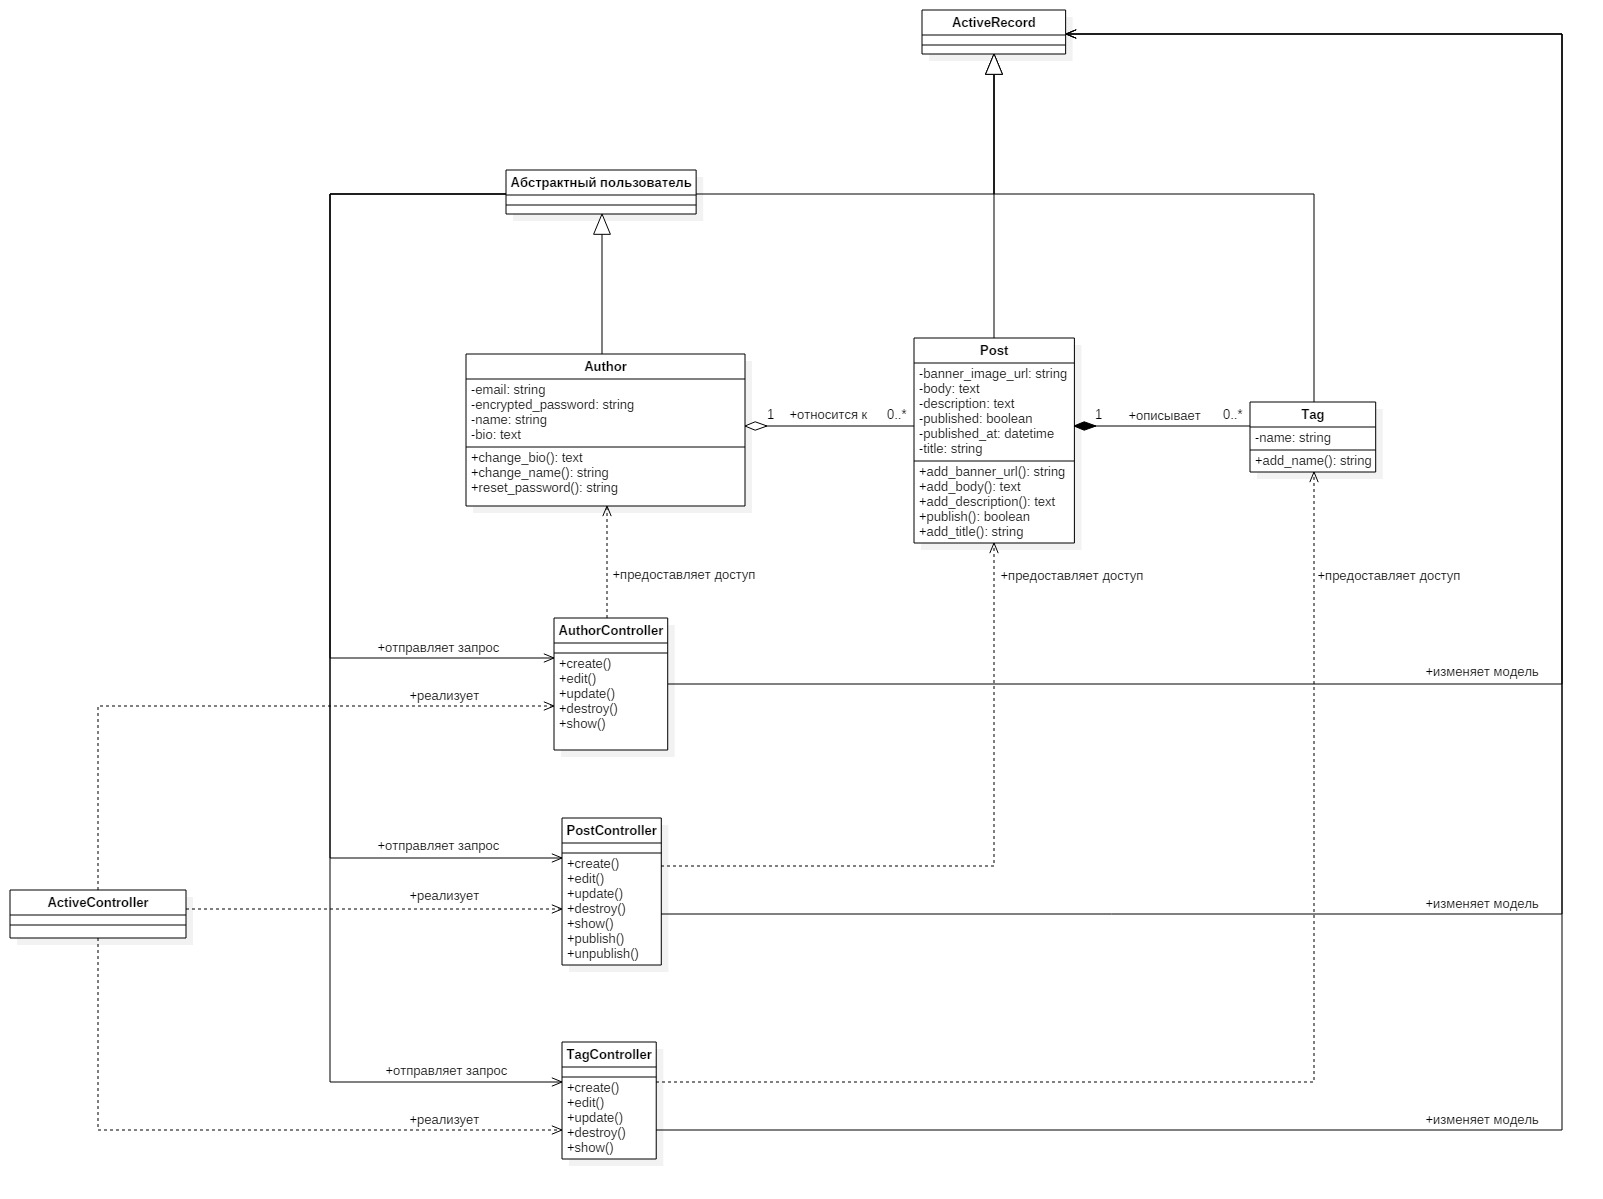 ActiveRecord
Абстрактный пользователь
Author
-email: string
-encrypted_password: string
-name: string
-bio: text
+change_bio(): text
+change_name(): string
+reset_password(): string
1
+относится к
0..*
Post
-banner_image_url: string
-body: text
-description: text
-published: boolean
-published_at: datetime
-title: string
+add_banner_url(): string
+add_body(): text
+add_description(): text
+publish(): boolean
+add_title(): string
1
+описывает
0..*
Tag
-name: string
+add_name(): string
+предоставляет доступ
+предоставляет доступ
+предоставляет доступ
AuthorController
+create()
+edit()
+update()
+destroy()
+show()
+отправляет запрос
+реализует
+изменяет модель
PostController
+create()
+edit()
+update()
+destroy()
+show()
+publish()
+unpublish()
+отправляет запрос
+реализует
+изменяет модель
ActiveController
TagController
+create()
+edit()
+update()
+destroy()
+show()
+отправляет запрос
+реализует
+изменяет модель